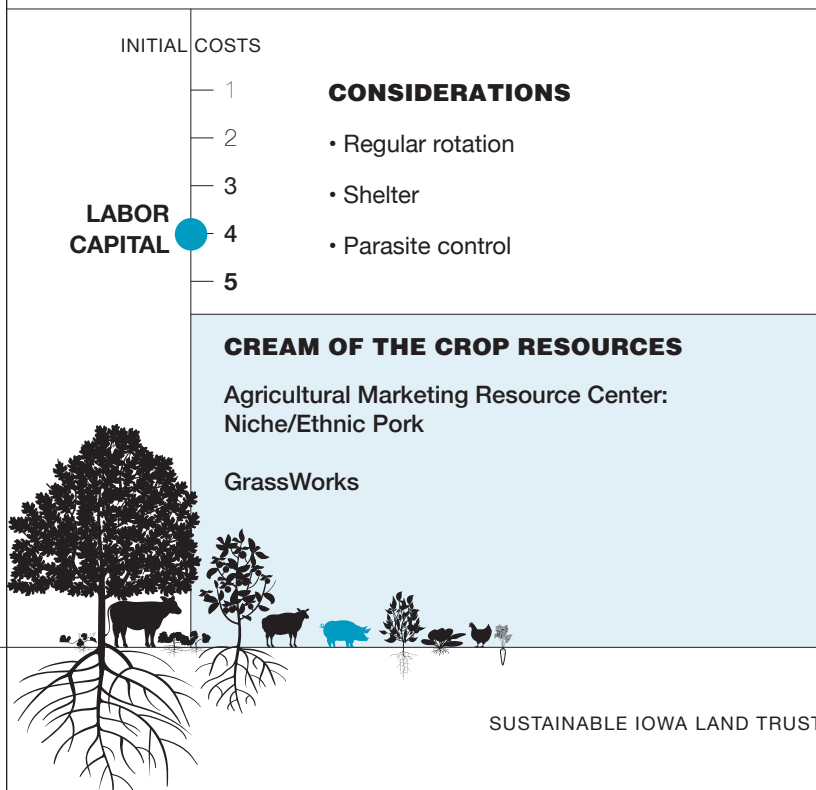 INITIAL COSTS
1
2
3
4
5
LABOR
CAPITAL
CONSIDERATIONS
• Regular rotation
• Shelter
• Parasite control
CREAM OF THE CROP RESOURCES
Agricultural Marketing Resource Center:
Niche/Ethnic Pork
GrassWorks
SUSTAINABLE IOWA LAND TRUST